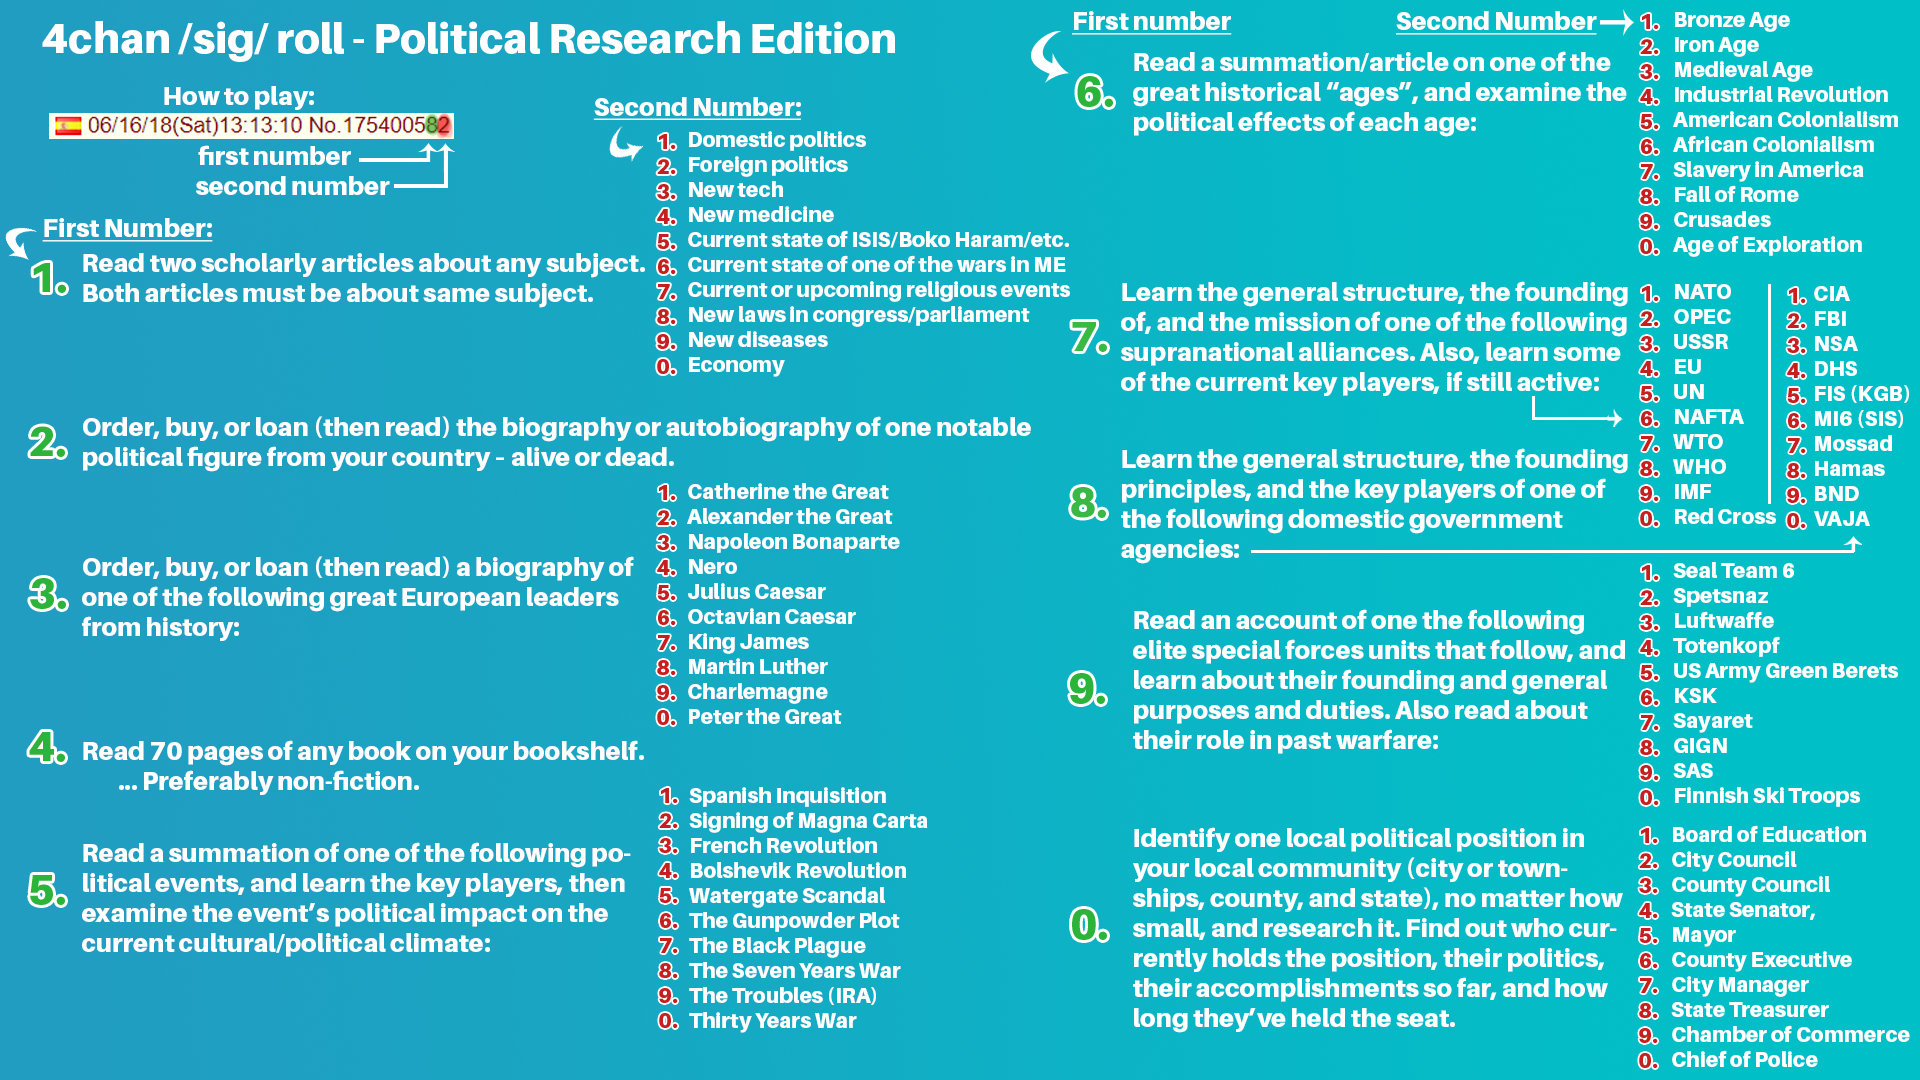 4chan /sig/ roll - Political Research Edition
How to play:
06/16/18(Sat)13:13:10 No.175400582
first number
second number
First Number:
1. Read two scholarly articles about any subject.
Both articles must be about same subject.
Second Number:
1. Domestic politics
2. Foreign politics
3. New tech
4. New medicine
5. Current state of ISIS/Boko Haram/etc.
6. Current state of one of the wars in ME
7. Current or upcoming religious events
8. New laws in congress/parliament
9. New diseases
0. Economy
2. Order, buy, or loan (then read) the biography or autobiography of one notable
political figure from your country - alive or dead.
3. Order, buy, or loan (then read) a biography of
one of the following great European leaders
from history:
1. Catherine the Great
2. Alexander the Great
3. Napoleon Bonaparte
4. Nero
5. Julius Caesar
6. Octavian Caesar
7. King James
8. Martin Luther
9. Charlemagne
0. Peter the Great
4. Read 70 pages of any book on your bookshelf.
... Preferably non-fiction.
5. Read a summation of one of the following po-
litical events, and learn the key players, then
examine the event's political impact on the
current cultural/political climate:
1. Spanish Inquisition
2. Signing of Magna Carta
3. French Revolution
4. Bolshevik Revolution
5. Watergate Scandal
6. The Gunpowder Plot
7. The Black Plague
8. The Seven Years War
9. The Troubles (IRA)
0. Thirty Years War
First number
Second Number
6. Read a summation/article on one of the
great historical “ages”, and examine the
political effects of each age:
1. Bronze Age
2. Iron Age
3. Medieval Age
4. Industrial Revolution
5. American Colonialism
6. African Colonialism
7. Slavery in America
8. Fall of Rome
9. Crusades
0. Age of Exploration
7. Learn the general structure, the founding
of, and the mission of one of the following
supranational alliances. Also, learn some
of the current key players, if still active:
1. NATO
2. OPEC
3. USSR
4. EU
5. UN
6. NAFTA
7. WTO
8. WHO
9. IMF
0. Red Cross
8. Learn the general structure, the founding
principles, and the key players of one of
the following domestic government
agencies:
1. CIA
2. FBI
3. NSA
4. DHS
5. FIS (KGB)
6. MI6 (SIS)
7. Mossad
8. Hamas
9. BND
0. VAJA
9. Read an account of one the following
elite special forces units that follow, and
learn about their founding and general
purposes and duties. Also read about
their role in past warfare:
1. Seal Team 6
2. Spetsnaz
3. Luftwaffe
4. Totenkopf
5. US Army Green Berets
6. KSK
7. Sayaret
8. GIGN
9. SAS
0. Finnish Ski Troops
0. Identify one local political position in
your local community (city or town-
ships, county, and state), no matter how
small, and research it. Find out who cur-
rently holds the position, their politics,
their accomplishments so far, and how
long they've held the seat.
1. Board of Education
2. City Council
3. County Council
4. State Senator,
5. Mayor
6. County Executive
7. City Manager
8. State Treasurer
9. Chamber of Commerce
0. Chief of Police